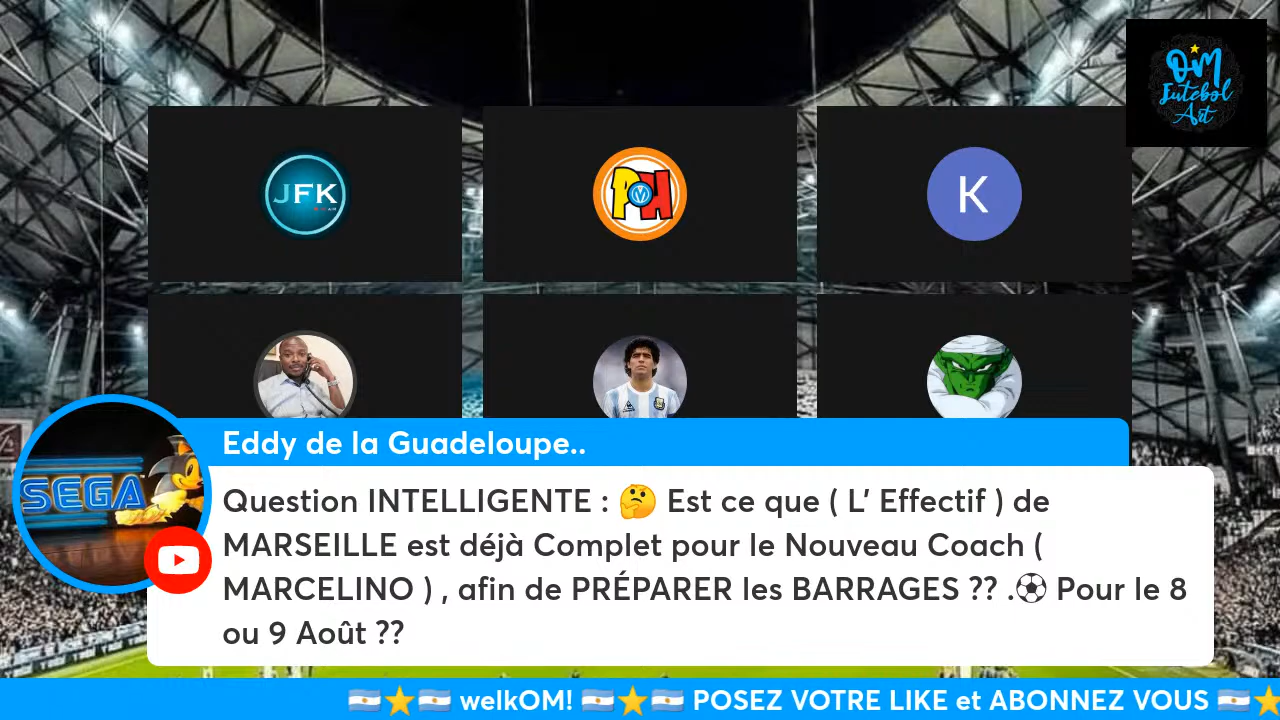 OM
Futebol
Art
JFK
PH
K
Eddy de la Guadeloupe..
SEGA
Question INTELLIGENTE : 🤔 Est ce que ( L' Effectif ) de
MARSEILLE est déjà Complet pour le Nouveau Coach (
MARCELINO ) , afin de PRÉPARER les BARRAGES ?? .⚽ Pour le 8
ou 9 Août ??
🇦🇷⭐🇦🇷 welkOM! 🇦🇷⭐🇦🇷 POSEZ VOTRE LIKE et ABONNEZ VOUS 🇦🇷⭐